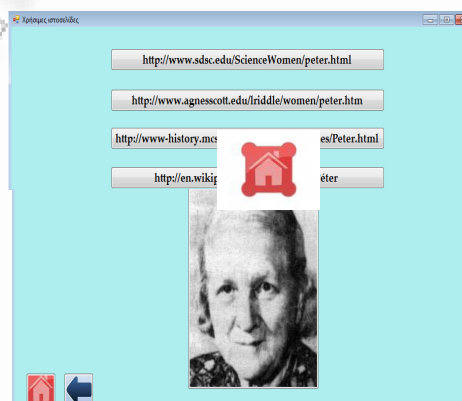 Χρήσιμες ιστοσελίδες
http://www.sdsc.edu/ScienceWomen/peter.html
http://www.agnesscott.edu/lriddle/women/peter.htm
http://www-history.mcs es/Peter.html
http://en.wikip éter